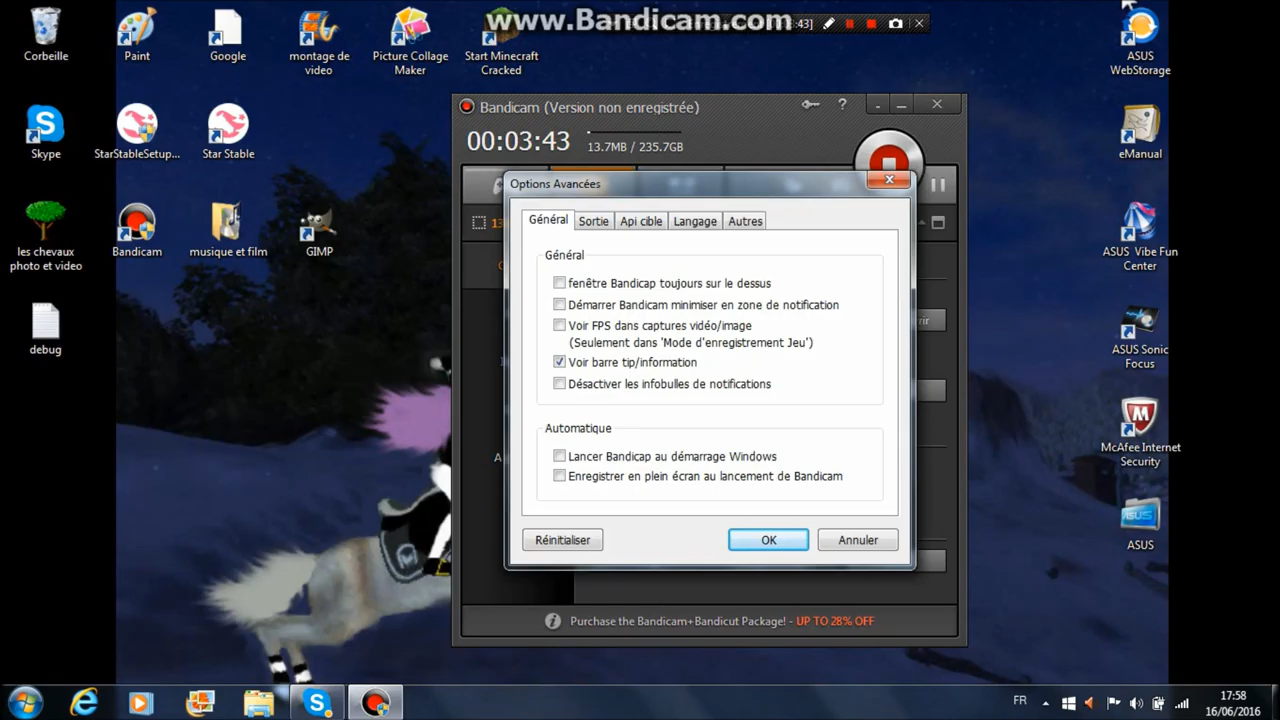 www.Bandicam.com
:43]
Corbeille
Paint
Google
montage de
video
Picture Collage
Maker
Start Minecraft
Cracked
ASUS
WebStorage
Skype
StarStableSetup...
Star Stable
eManual
les chevaux
photo et video
Bandicam
musique et film
GIMP
ASUS Vibe Fun
Center
debug
ASUS Sonic
Focus
McAfee Internet
Security
ASUS
Bandicam (Version non enregistrée)
?
00:03:43
13.7MB / 235.7GB
Options Avancées
Général
Sortie
Api cible
Langage
Autres
Général
fenêtre Bandicap toujours sur le dessus
Démarrer Bandicam minimiser en zone de notification
Voir FPS dans captures vidéo/image
(Seulement dans 'Mode d'enregistrement Jeu')
Voir barre tip/information
Désactiver les infobulles de notifications
Automatique
Lancer Bandicap au démarrage Windows
Enregistrer en plein écran au lancement de Bandicam
Réinitialiser
OK
Annuler
Purchase the Bandicam+Bandicut Package! - UP TO 28% OFF
FR
17:58
16/06/2016